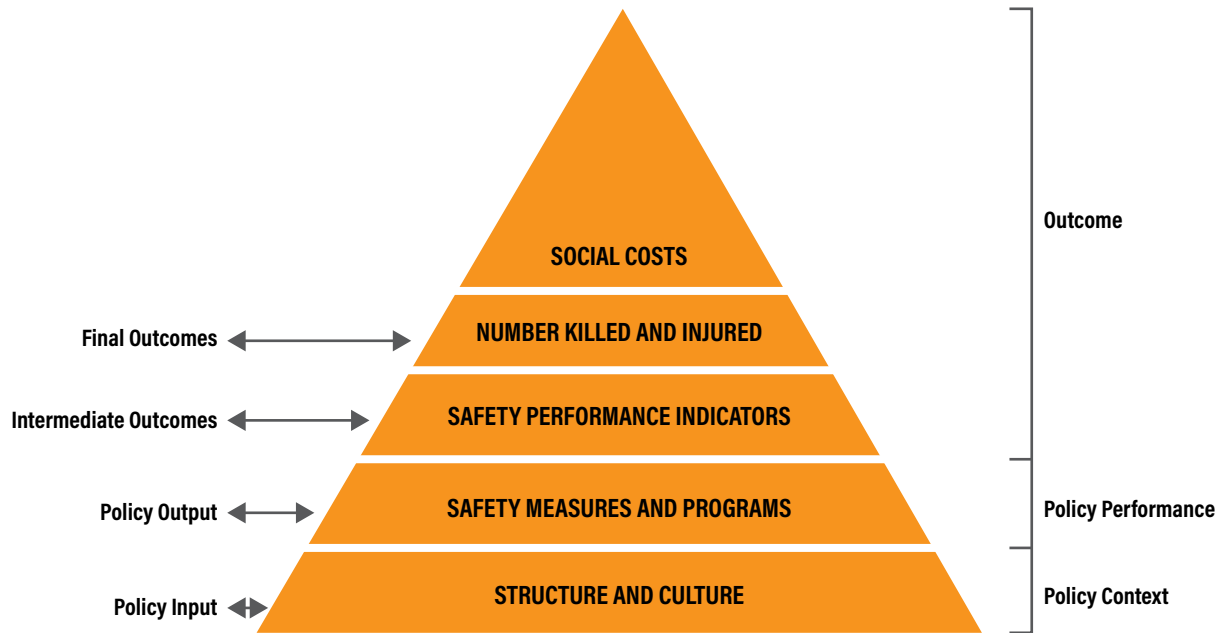 SOCIAL COSTS
Outcome
Final Outcomes
NUMBER KILLED AND INJURED
Intermediate Outcomes
SAFETY PERFORMANCE INDICATORS
Policy Output
SAFETY MEASURES AND PROGRAMS
Policy Performance
Policy Input
STRUCTURE AND CULTURE
Policy Context